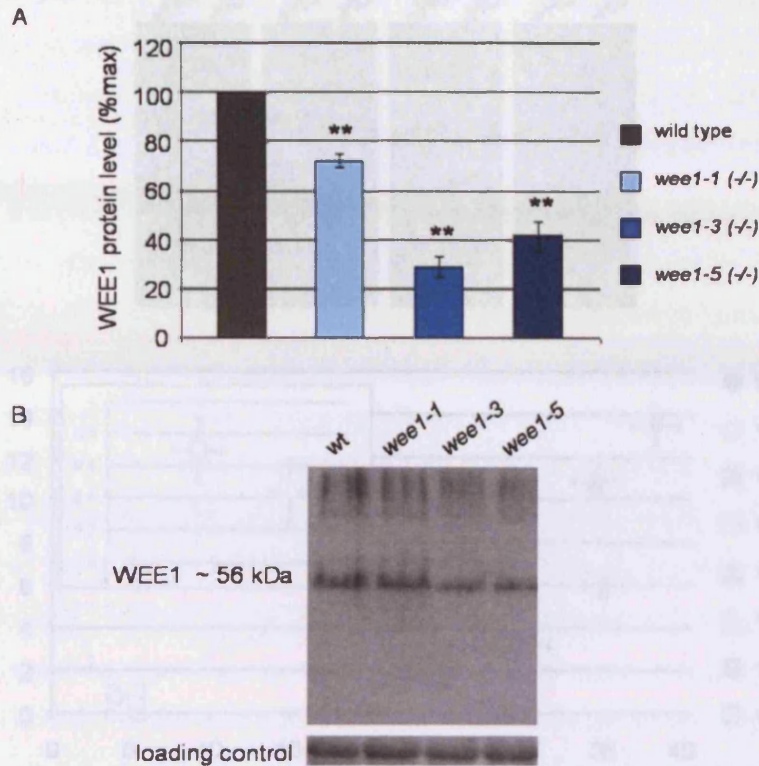 A
WEE1 protein level (%max)
120
100
80
60
40
20
0
**
**
**
wild type
wee1-1 (-/-)
wee1-3 (-/-)
wee1-5 (-/-)
B
wt
wee1-1
wee1-3
wee1-5
WEE1 ~ 56 kDa
loading control